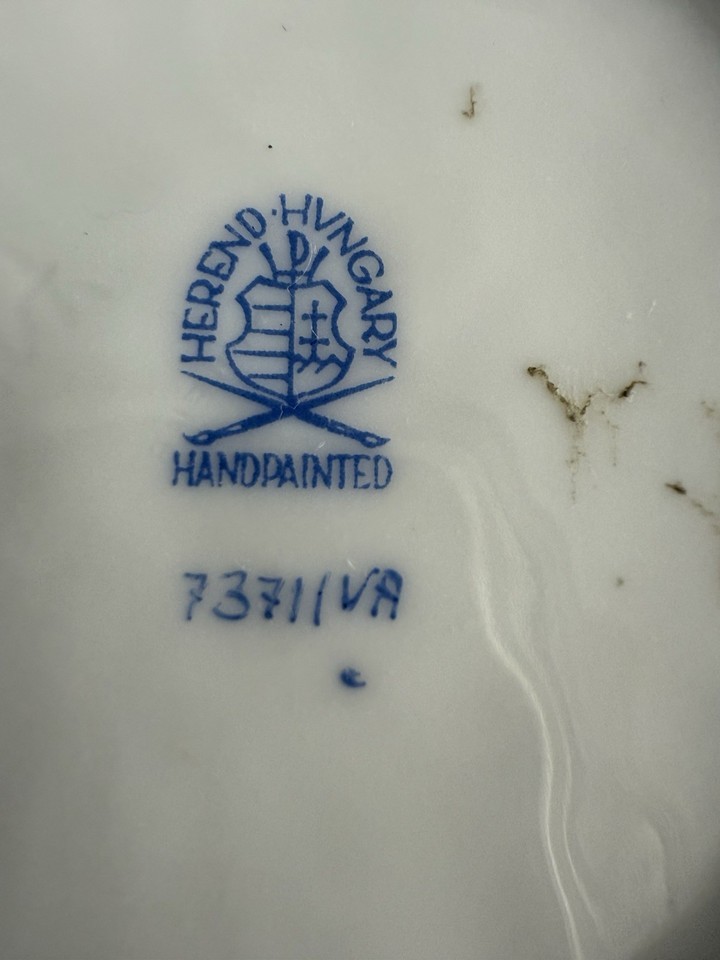 HEREND · HVNGARY
HANDPAINTED
7371/VA